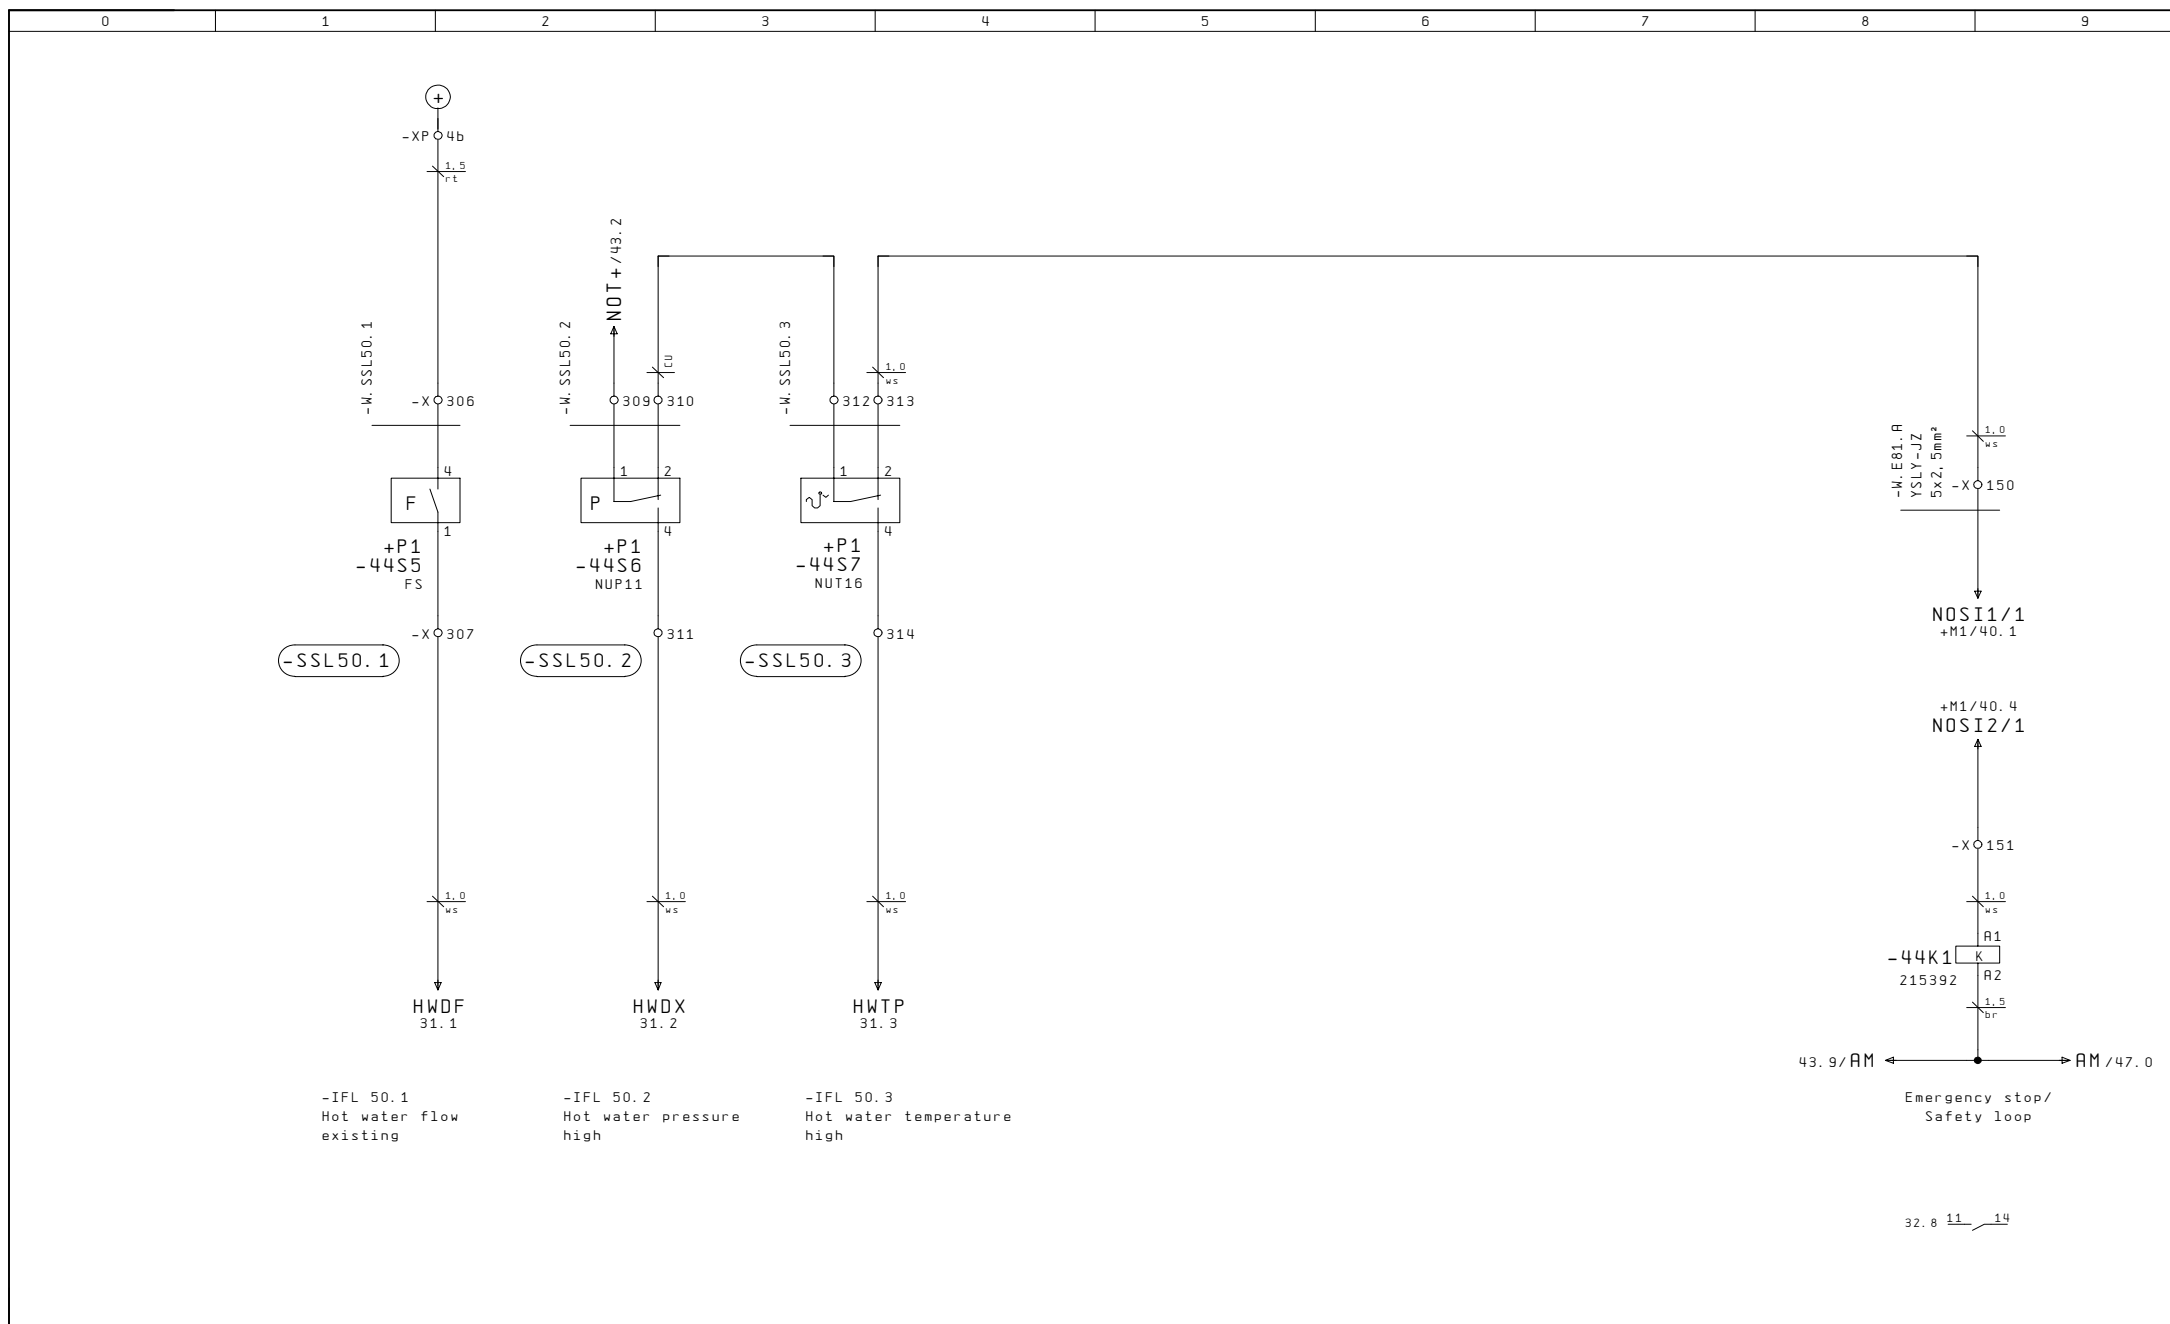 0 1 2 3 4 5 6 7 8 9
+
-XP 4b
1,5
rt
NOT+/43.2
-W.SSL50.1
-W.SSL50.2
-W.SSL50.3
CU
1,0
ws
-X 306
309 310
312 313
-W.E81.A
YSLY-JZ
5x2,5mm²
1,0
ws
-X 150
4
1 2
1 2
F
P
1
4
4
+P1
-44S5
FS
+P1
-44S6
NUP11
+P1
-44S7
NUT16
NOSI1/1
+M1/40.1
-X 307
311
314
-SSL50.1
-SSL50.2
-SSL50.3
+M1/40.4
NOSI2/1
-X 151
1,0
ws
1,0
ws
1,0
ws
1,0
ws
A1
-44K1 K
215392 A2
1,5
br
HWDF
31.1
HWDX
31.2
HWTP
31.3
43.9/AM
AM/47.0
-IFL 50.1
Hot water flow
existing
-IFL 50.2
Hot water pressure
high
-IFL 50.3
Hot water temperature
high
Emergency stop/
Safety loop
32.8 11 14